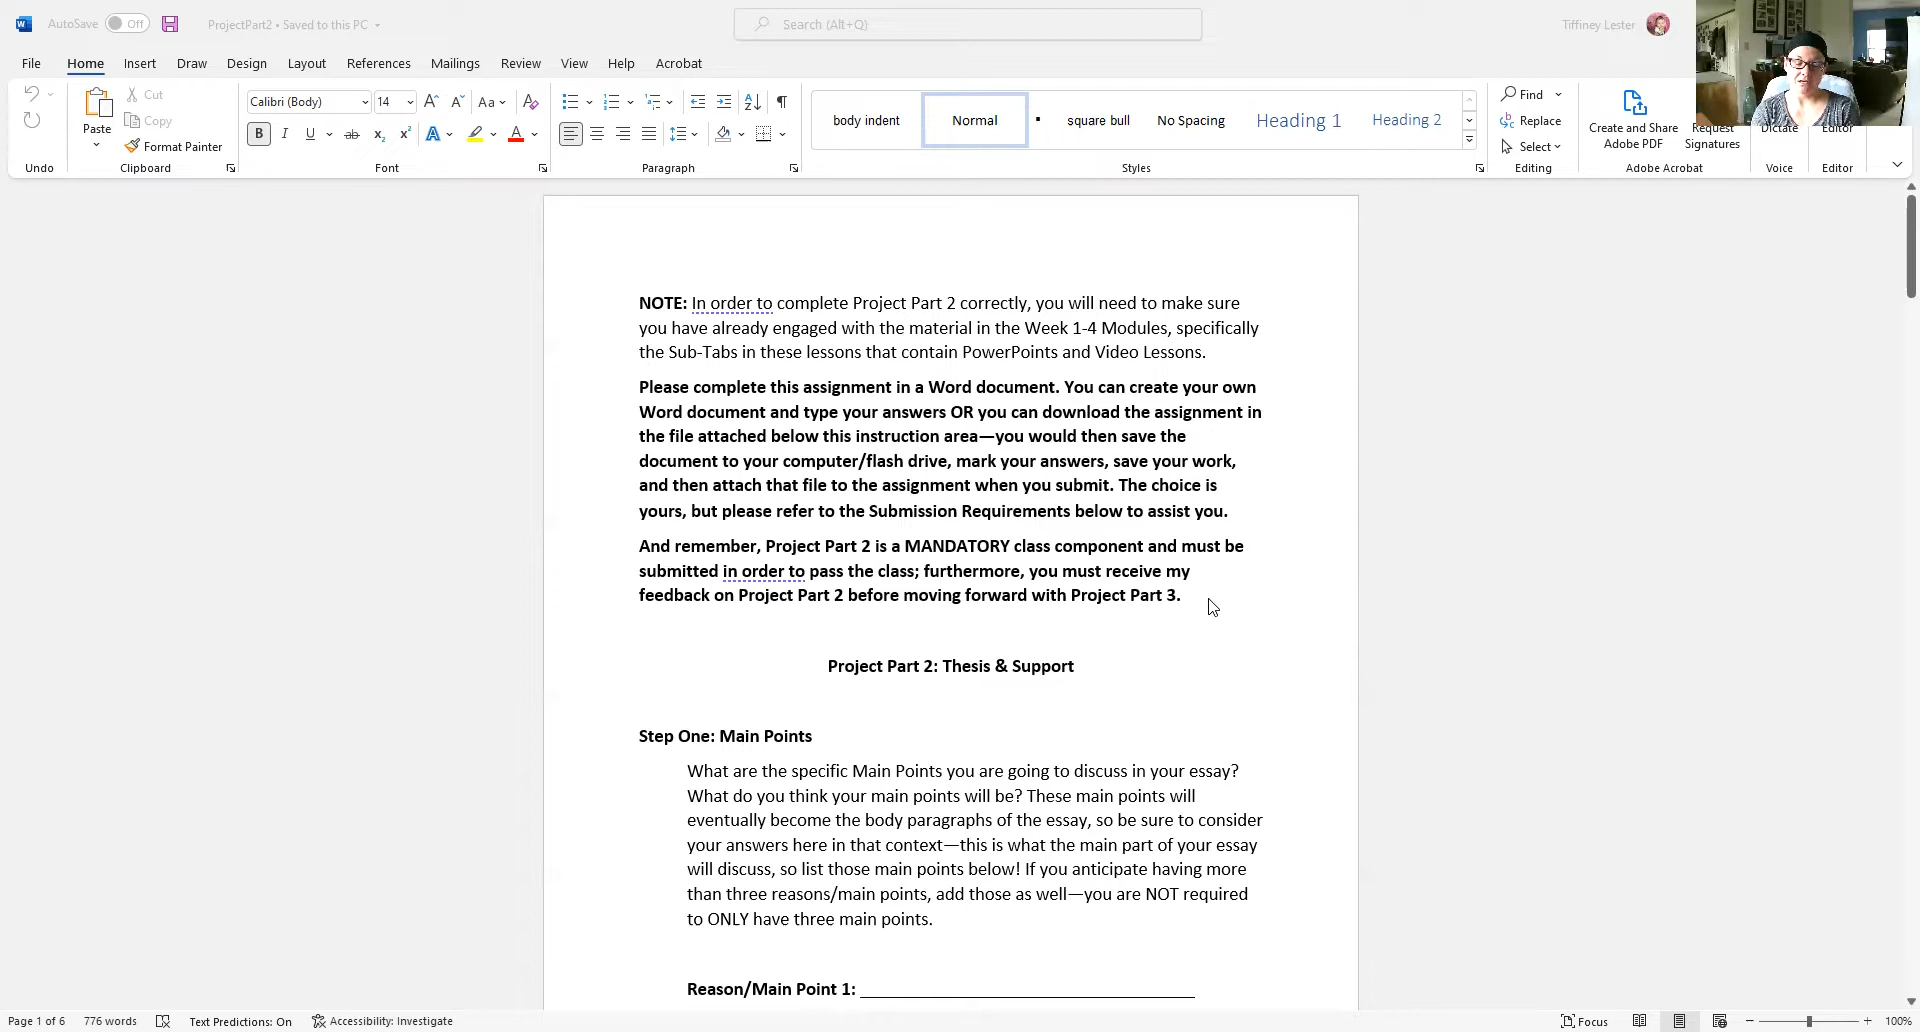 AutoSave Off ProjectPart2 • Saved to this PC Search (Alt+Q) Tiffiney Lester
File Home Insert Draw Design Layout References Mailings Review View Help Acrobat
Cut
Copy
Format Painter
Paste
Undo Clipboard
Calibri (Body) 14
Font
Paragraph
body indent Normal ▪ square bull No Spacing Heading 1 Heading 2
Styles
Find
Replace
Select
Editing
Create and Share Adobe PDF
Request Signatures
Adobe Acrobat
Dictate
Voice
Editor
Editor
NOTE: In order to complete Project Part 2 correctly, you will need to make sure
you have already engaged with the material in the Week 1-4 Modules, specifically
the Sub-Tabs in these lessons that contain PowerPoints and Video Lessons.
Please complete this assignment in a Word document. You can create your own
Word document and type your answers OR you can download the assignment in
the file attached below this instruction area—you would then save the
document to your computer/flash drive, mark your answers, save your work,
and then attach that file to the assignment when you submit. The choice is
yours, but please refer to the Submission Requirements below to assist you.
And remember, Project Part 2 is a MANDATORY class component and must be
submitted in order to pass the class; furthermore, you must receive my
feedback on Project Part 2 before moving forward with Project Part 3.
Project Part 2: Thesis & Support
Step One: Main Points
What are the specific Main Points you are going to discuss in your essay?
What do you think your main points will be? These main points will
eventually become the body paragraphs of the essay, so be sure to consider
your answers here in that context—this is what the main part of your essay
will discuss, so list those main points below! If you anticipate having more
than three reasons/main points, add those as well—you are NOT required
to ONLY have three main points.
Reason/Main Point 1: ____________________________________
Page 1 of 6 776 words Text Predictions: On Accessibility: Investigate Focus 100%